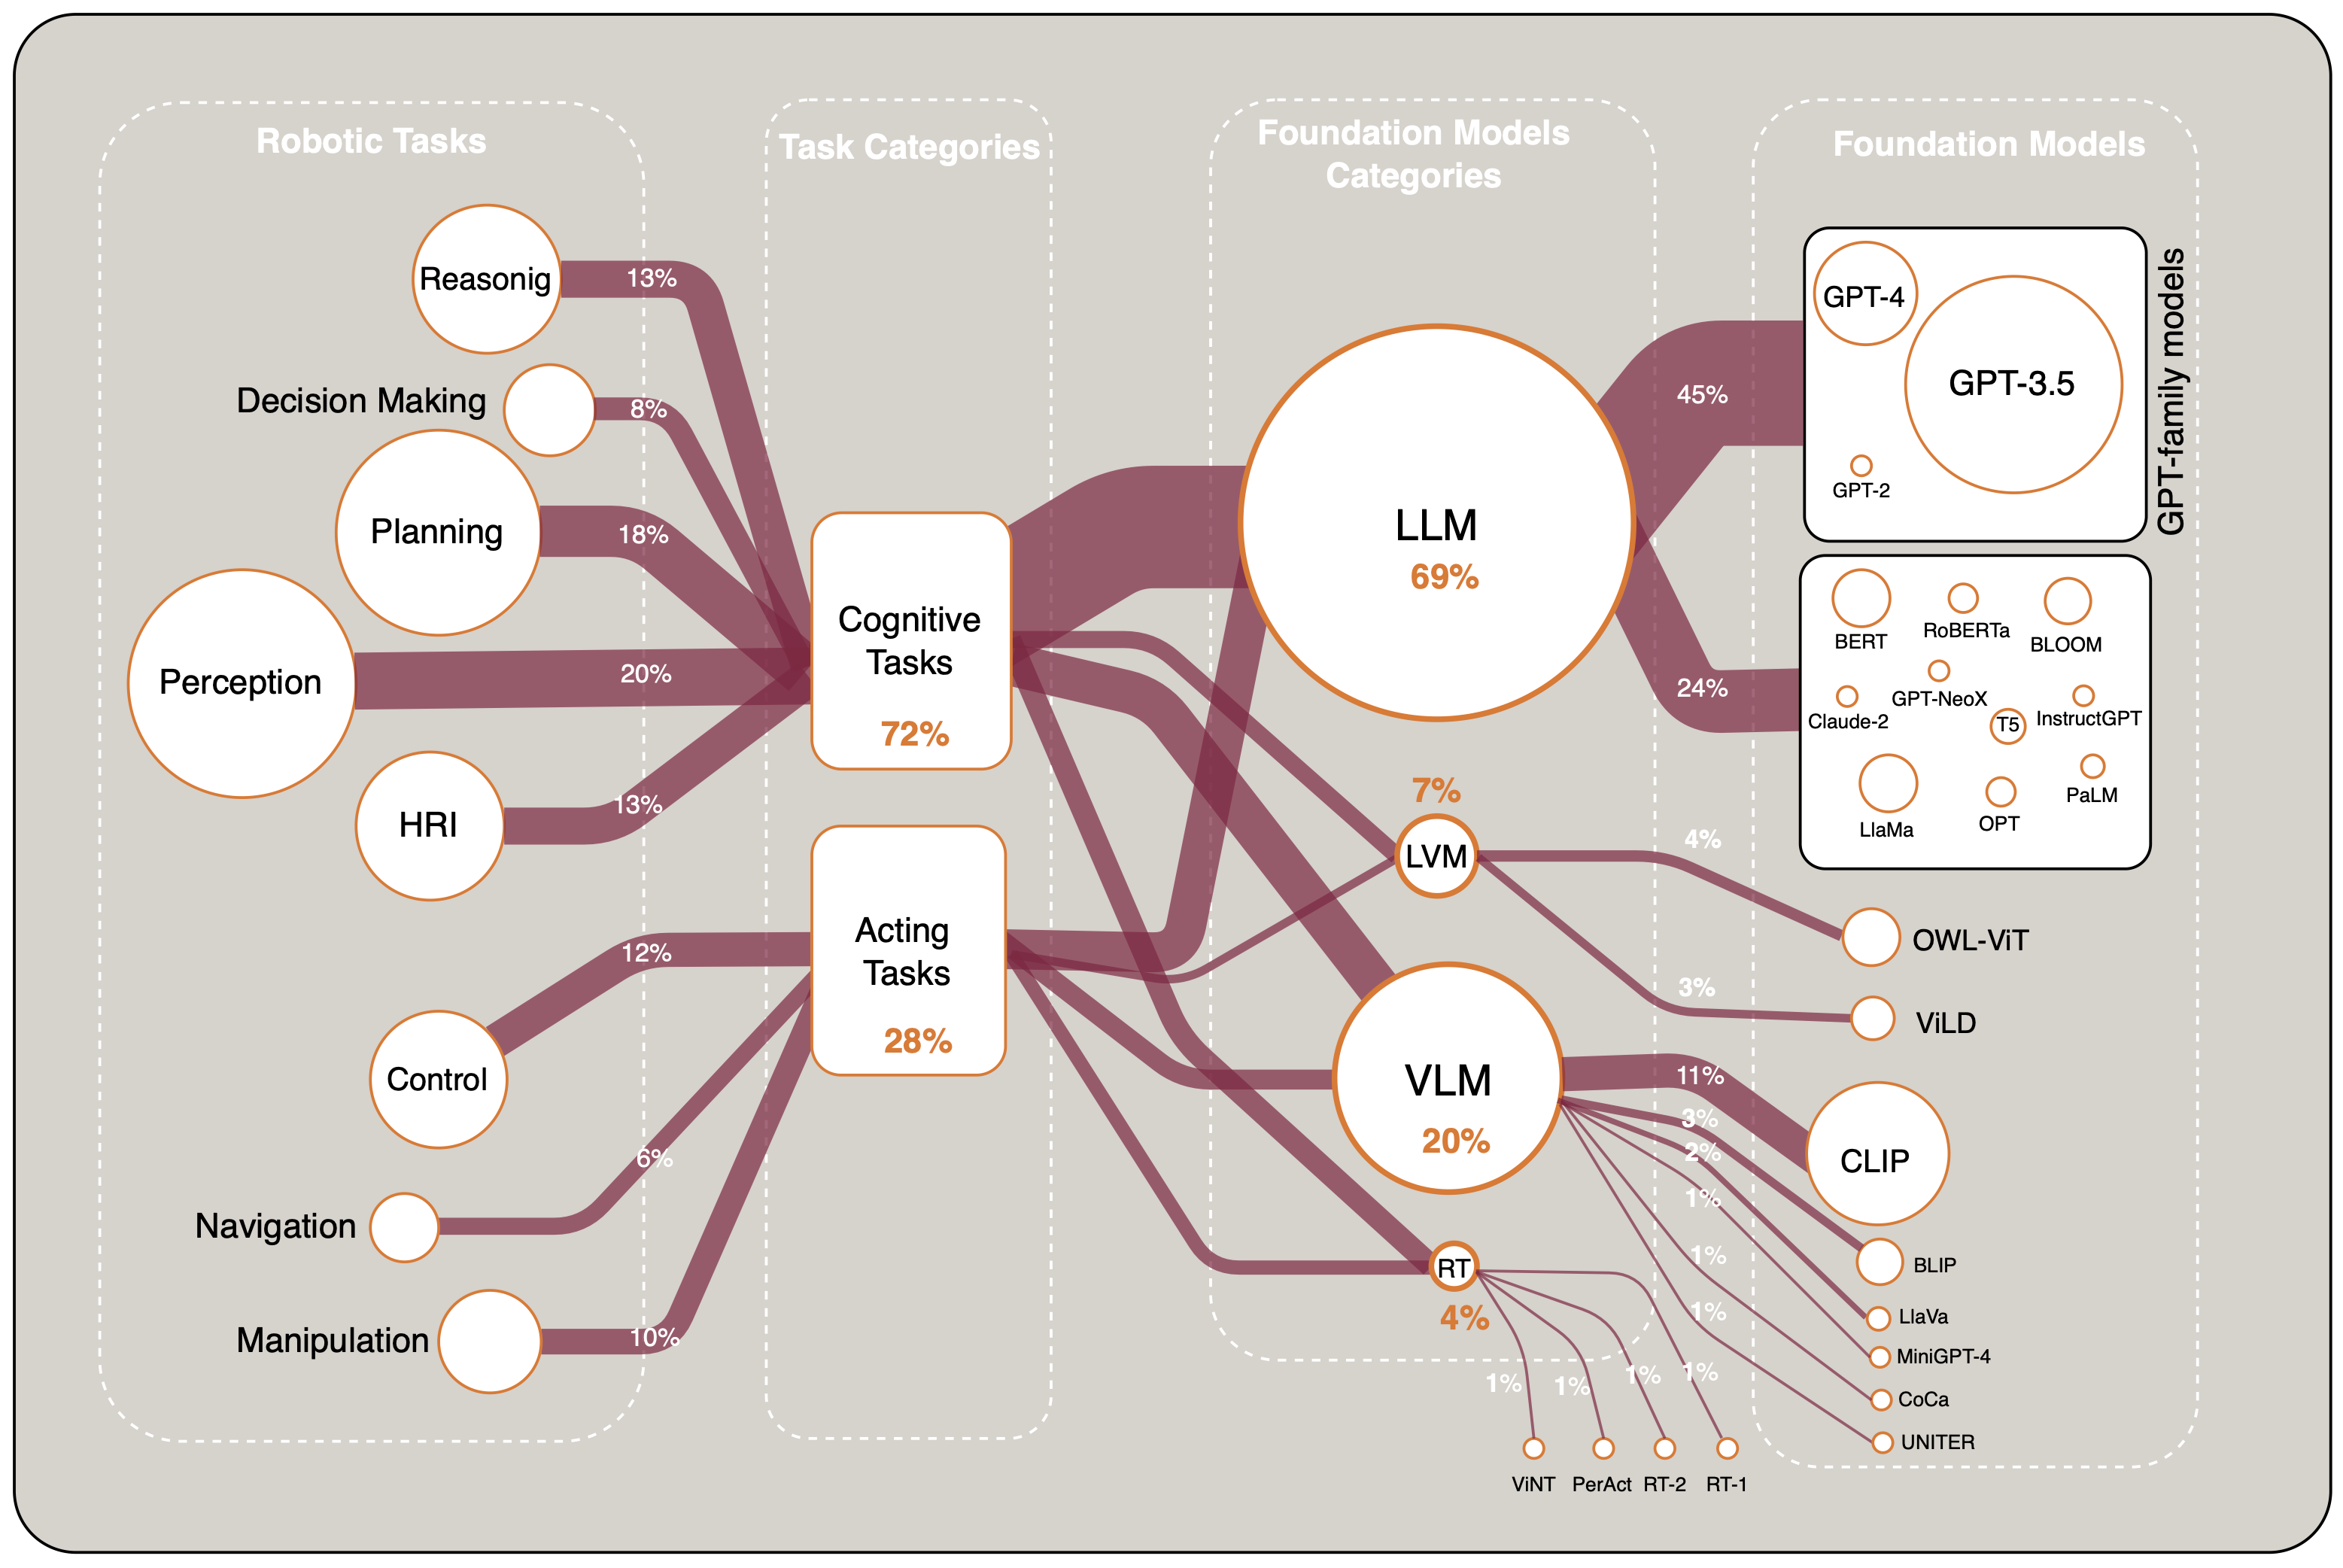 Robotic Tasks
Task Categories
Foundation Models
Categories
Foundation Models
Reasonig
13%
Decision Making
8%
Planning
18%
Perception
20%
HRI
13%
Control
12%
Navigation
6%
Manipulation
10%
Cognitive
Tasks
72%
Acting
Tasks
28%
LLM
69%
7%
LVM
VLM
20%
RT
4%
45%
24%
4%
3%
11%
3%
2%
1%
1%
1%
1%
1%
1%
1%
GPT-4
GPT-3.5
GPT-2
GPT-family models
BERT
RoBERTa
BLOOM
GPT-NeoX
Claude-2
T5
InstructGPT
LlaMa
OPT
PaLM
OWL-ViT
ViLD
CLIP
BLIP
LlaVa
MiniGPT-4
CoCa
UNITER
ViNT
PerAct
RT-2
RT-1